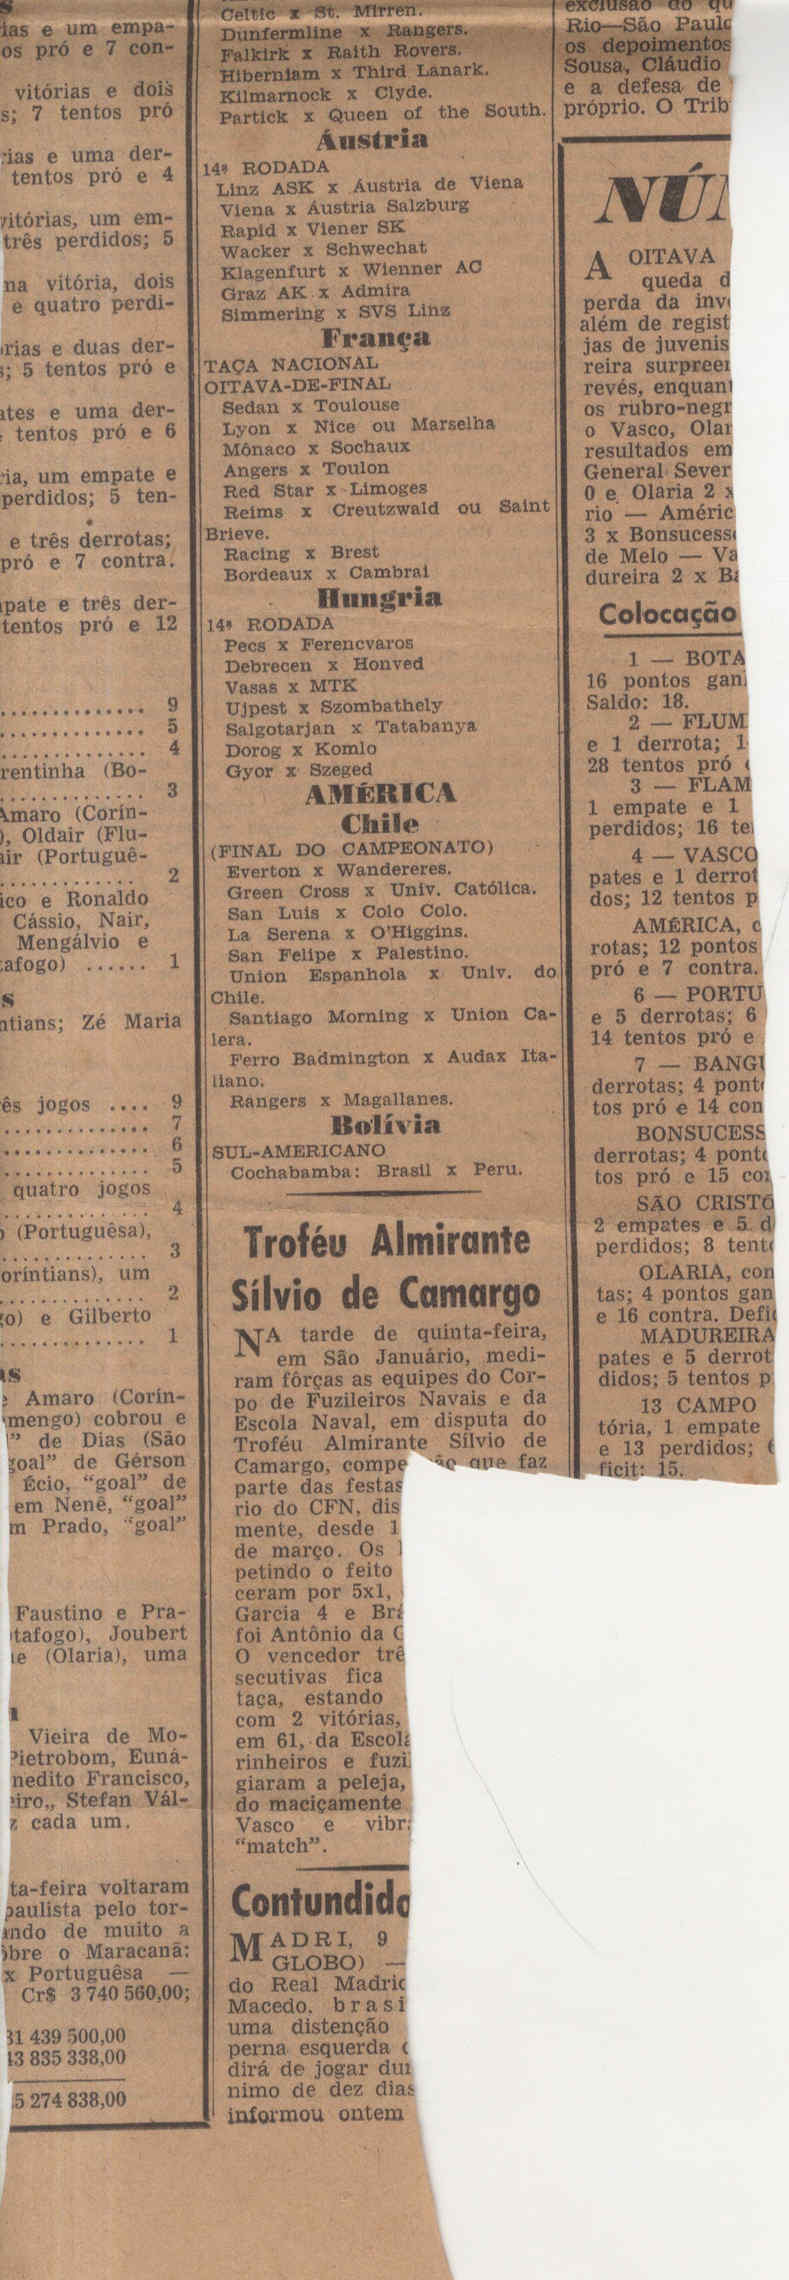 ias e um empa-
os pró e 7 con-
vitórias e dois
s; 7 tentos pró
rias e uma der-
tentos pró e 4
vitórias, um em-
três perdidos; 5
na vitória, dois
e quatro perdi-
rias e duas der-
s; 5 tentos pró e
ates e uma der-
tentos pró e 6
ria, um empate e
perdidos; 5 ten-
e três derrotas;
pró e 7 contra.
pate e três der-
tentos pró e 12
.............. 9
.............. 5
.............. 4
rentinha (Bo-
.............. 3
Amaro (Corín-
), Oldair (Flu-
air (Portuguê-
.............. 2
ico e Ronaldo
Cássio, Nair,
Mengálvio e
tafogo) ...... 1
s
ntians; Zé Maria
ês jogos .... 9
.............. 7
.............. 6
.............. 5
quatro jogos
.............. 4
o (Portuguêsa),
.............. 3
oríntians), um
.............. 2
go) e Gilberto
.............. 1
as
e Amaro (Corín-
mengo) cobrou e
” de Dias (São
goal” de Gérson
Écio, “goal” de
em Nenê, “goal”
m Prado, “goal”
Faustino e Pra-
tafogo), Joubert
ne (Olaria), uma
Vieira de Mo-
Pietrobom, Euná-
nedito Francisco,
eiro,, Stefan Vál-
z cada um.
ta-feira voltaram
paulista pelo tor-
ando de muito a
ôbre o Maracanã:
x Portuguêsa —
Cr$ 3 740 560,00;
31 439 500,00
13 835 338,00
5 274 838,00
Celtic x St. Mirren.
Dunfermline x Rangers.
Falkirk x Raith Rovers.
Hiberniam x Third Lanark.
Kilmarnock x Clyde.
Partick x Queen of the South.
Áustria
14ª RODADA
Linz ASK x Áustria de Viena
Viena x Áustria Salzburg
Rapid x Viener SK
Wacker x Schwechat
Klagenfurt x Wienner AC
Graz AK x Admira
Simmering x SVS Linz
França
TAÇA NACIONAL
OITAVA-DE-FINAL
Sedan x Toulouse
Lyon x Nice ou Marselha
Mônaco x Sochaux
Angers x Toulon
Red Star x Limoges
Reims x Creutzwald ou Saint
Brieve.
Racing x Brest
Bordeaux x Cambrai
Hungria
14ª RODADA
Pecs x Ferencvaros
Debrecen x Honved
Vasas x MTK
Ujpest x Szombathely
Salgotarjan x Tatabanya
Dorog x Komlo
Gyor x Szeged
AMÉRICA
Chile
(FINAL DO CAMPEONATO)
Everton x Wandereres.
Green Cross x Univ. Católica.
San Luis x Colo Colo.
La Serena x O'Higgins.
San Felipe x Palestino.
Union Espanhola x Univ. do
Chile.
Santiago Morning x Union Ca-
lera.
Ferro Badmington x Audax Ita-
liano.
Rangers x Magallanes.
Bolívia
SUL-AMERICANO
Cochabamba: Brasil x Peru.
Troféu Almirante
Sílvio de Camargo
NA tarde de quinta-feira,
em São Januário, medi-
ram fôrças as equipes do Cor-
po de Fuzileiros Navais e da
Escola Naval, em disputa do
Troféu Almirante Sílvio de
Camargo, compe ão que faz
parte das festas
rio do CFN, dis
mente, desde 1
de março. Os
petindo o feito
ceram por 5x1,
Garcia 4 e Brá
foi Antônio da
O vencedor trê
secutivas fica
taça, estando
com 2 vitórias,
em 61, da Escola
rinheiros e fuzi
giaram a peleja,
do maciçamente
Vasco e vibr
“match”.
Contundido
MADRI, 9
GLOBO) —
do Real Madrid
Macedo, brasi
uma distenção
perna esquerda
dirá de jogar dur
nimo de dez dias
informou ontem
exclusão do qu
Rio—São Paulo
os depoimentos
Sousa, Cláudio
e a defesa de
próprio. O Trib
NÚM
A OITAVA
queda d
perda da inv
além de regist
jas de juvenis
reira surpreen
revés, enquant
os rubro-negr
o Vasco, Olar
resultados em
General Sever
0 e Olaria 2 x
rio — Améric
3 x Bonsucess
de Melo — Va
dureira 2 x Ba
Colocação
1 — BOTA
16 pontos gan
Saldo: 18.
2 — FLUM
e 1 derrota; 1
28 tentos pró
3 — FLAM
1 empate e 1
perdidos; 16 te
4 — VASCO
pates e 1 derrot
dos; 12 tentos p
AMÉRICA, c
rotas; 12 pontos
pró e 7 contra.
6 — PORTU
e 5 derrotas; 6
14 tentos pró e
7 — BANGU
derrotas; 4 ponto
tos pró e 14 con
BONSUCESS
derrotas; 4 ponto
tos pró e 15 con
SÃO CRISTÓ
2 empates e 5 d
perdidos; 8 tent
OLARIA, con
tas; 4 pontos gan
e 16 contra. Defi
MADUREIRA
pates e 5 derrot
didos; 5 tentos p
13 CAMPO
tória, 1 empate
e 13 perdidos; 6
ficit: 15.